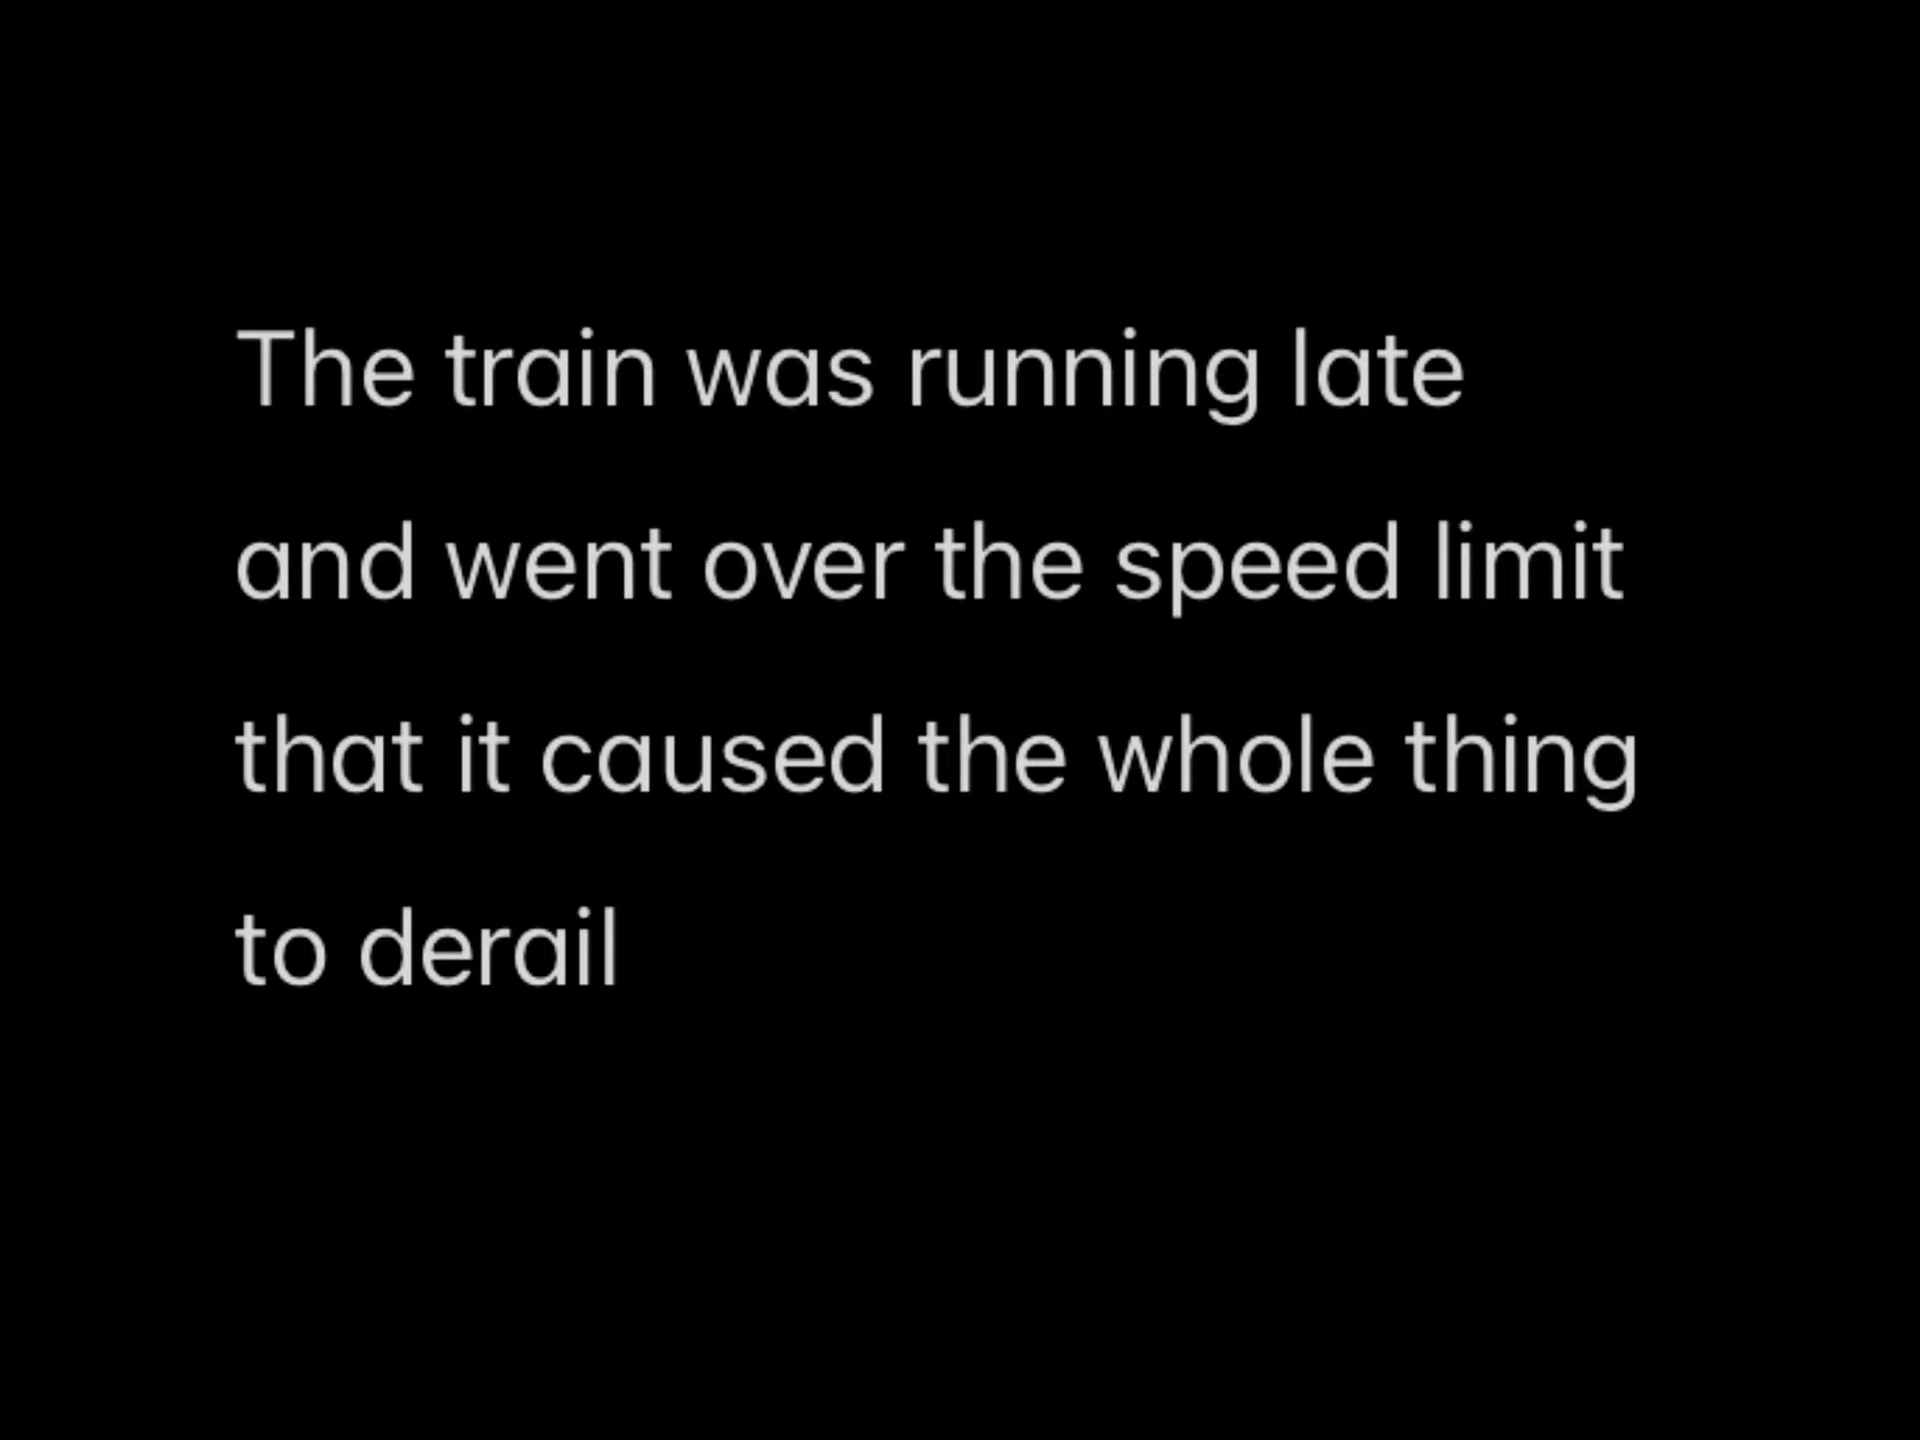 The train was running late
and went over the speed limit
that it caused the whole thing
to derail